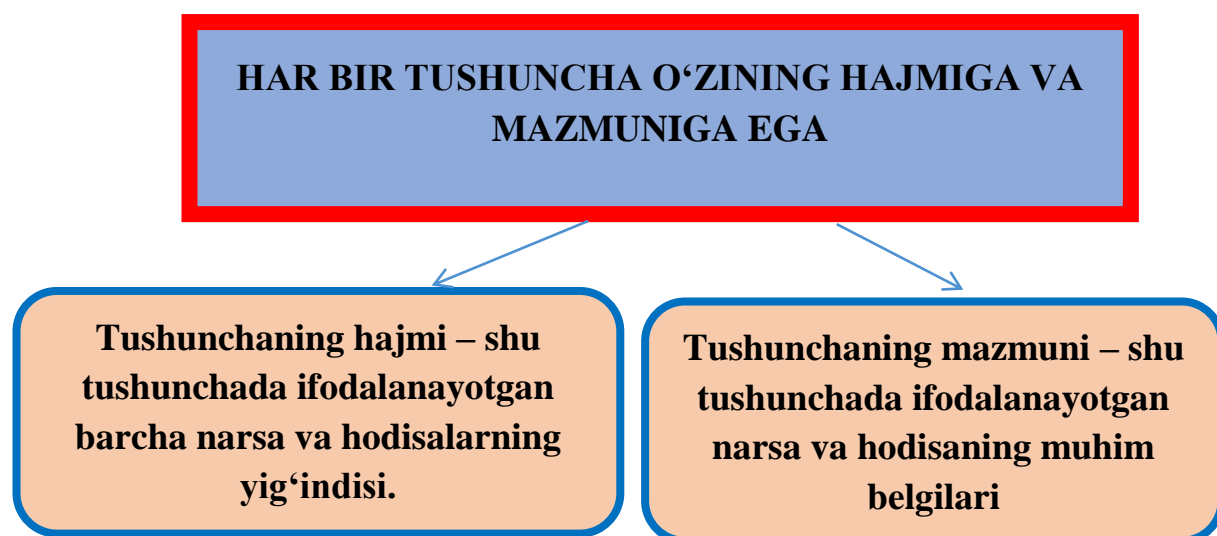 HAR BIR TUSHUNCHA O‘ZINING HAJMIGA VA
MAZMUNIGA EGA
Tushunchaning hajmi – shu
tushunchada ifodalanayotgan
barcha narsa va hodisalarning
yig‘indisi.
Tushunchaning mazmuni – shu
tushunchada ifodalanayotgan
narsa va hodisaning muhim
belgilari